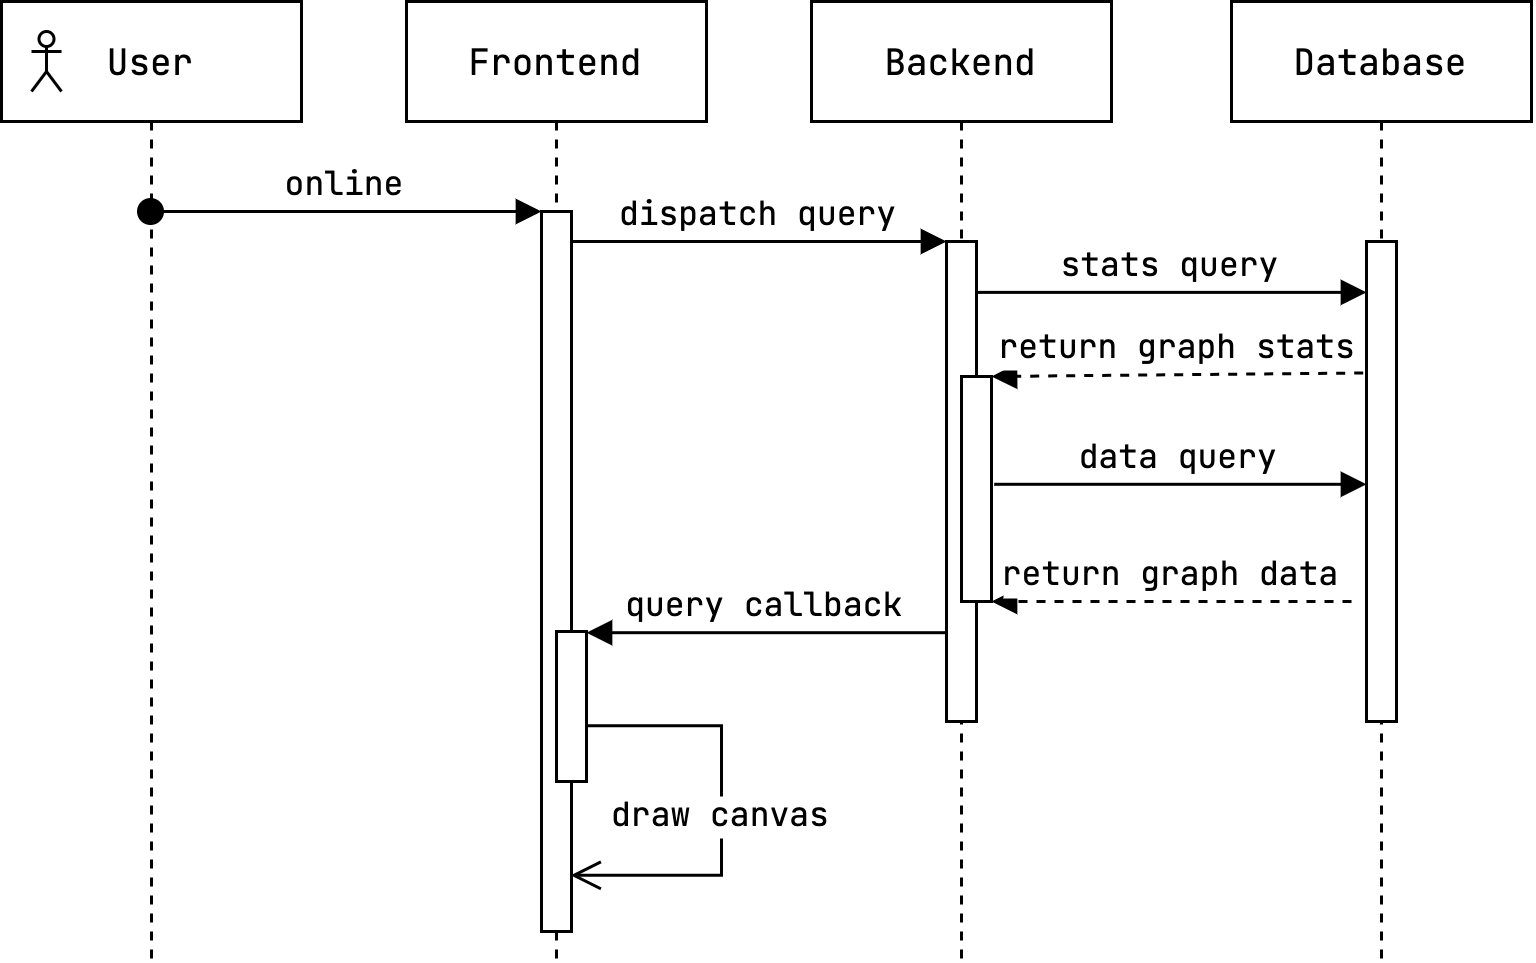 User
Frontend
Backend
Database
online
dispatch query
stats query
return graph stats
data query
return graph data
query callback
draw canvas